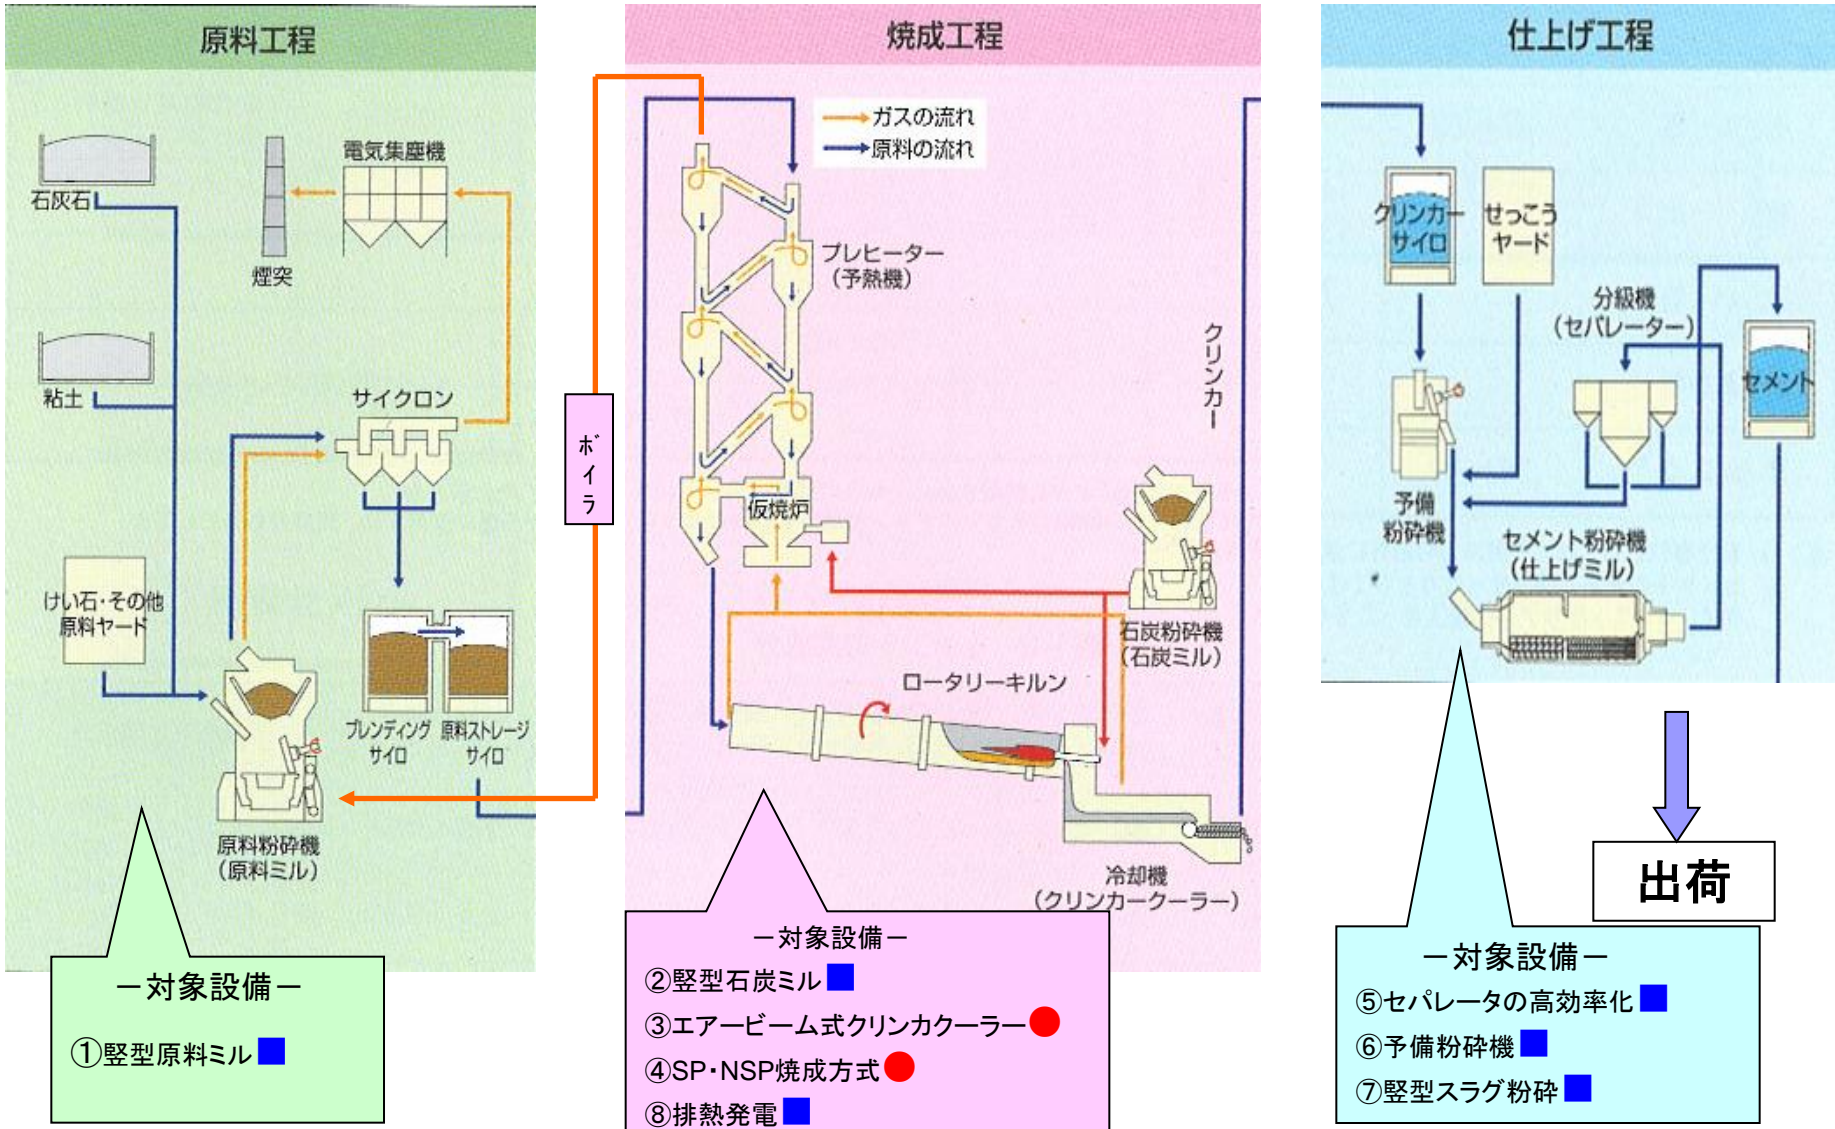 原料工程
石灰石
電気集塵機
煙突
粘土
サイクロン
けい石・その他
原料ヤード
ブレンディング
サイロ
原料ストレージ
サイロ
原料粉砕機
(原料ミル)
－対象設備－
①竪型原料ミル■
ボイラ
焼成工程
ガスの流れ
原料の流れ
プレヒーター
(予熱機)
クリンカー
仮焼炉
石炭粉砕機
(石炭ミル)
ロータリーキルン
冷却機
(クリンカークーラー)
－対象設備－
②竪型石炭ミル■
③エアービーム式クリンカクーラー●
④SP・NSP焼成方式●
⑧排熱発電■
仕上げ工程
クリンカー
サイロ
せっこう
ヤード
分級機
(セパレーター)
セメント
予備
粉砕機
セメント粉砕機
(仕上げミル)
出荷
－対象設備－
⑤セパレータの高効率化■
⑥予備粉砕機■
⑦竪型スラグ粉砕■